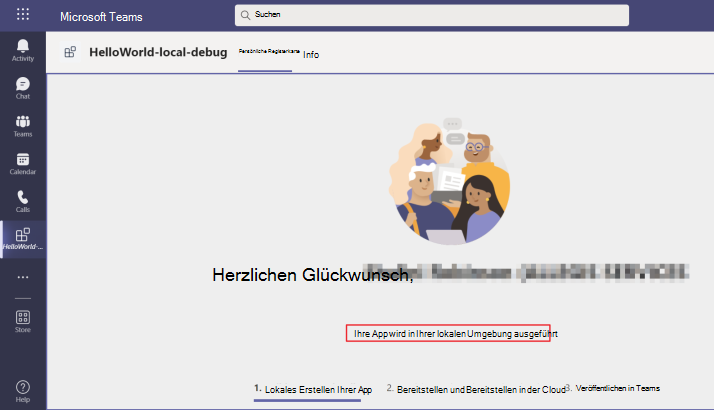 Microsoft Teams
Suchen
HelloWorld-local-debug
Persönliche Registerkarte
Info
Activity
Chat
Teams
Calendar
Calls
HelloWorld-...
Store
Help
Herzlichen Glückwunsch,
Ihre App wird in Ihrer lokalen Umgebung ausgeführt
1. Lokales Erstellen Ihrer App
2. Bereitstellen und Bereitstellen in der Cloud
3. Veröffentlichen in Teams